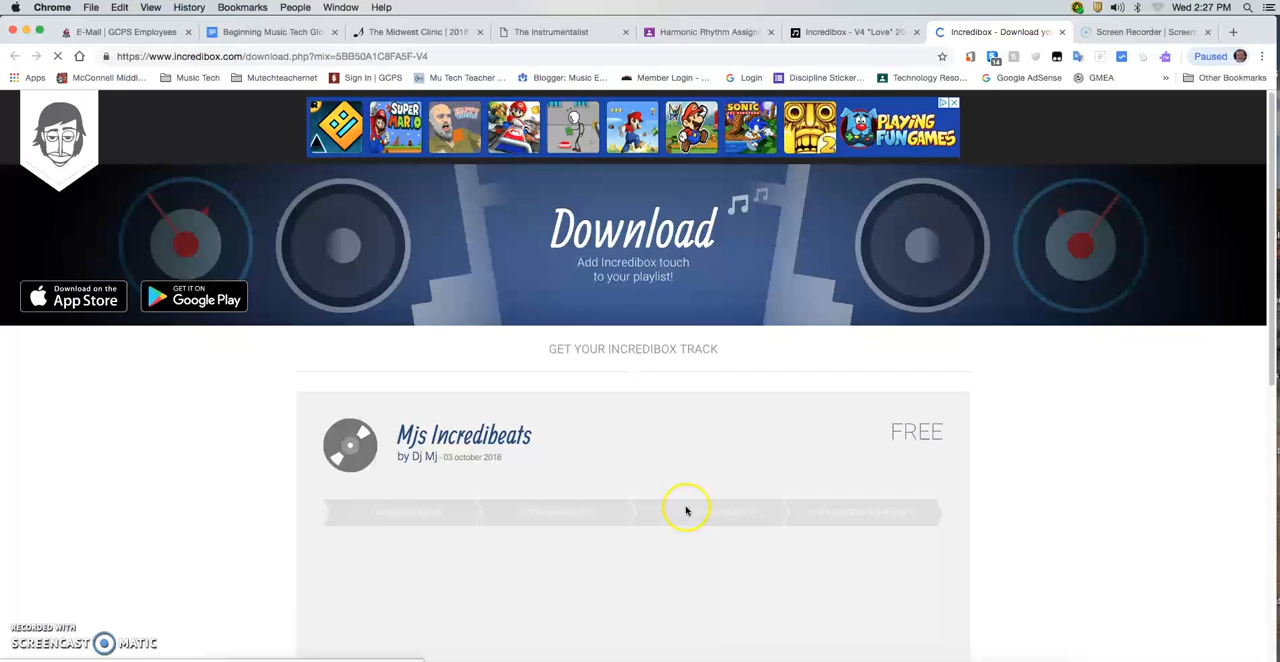 Chrome File Edit View History Bookmarks People Window Help Wed 2:27 PM
E-Mail | GCPS Employees Beginning Music Tech Glo The Midwest Clinic | 2018 The Instrumentalist Harmonic Rhythm Assign Incredibox - V4 "Love" 20 Incredibox - Download yo Screen Recorder | Screen
https://www.incredibox.com/download.php?mix=5BB50A1C8FA5F-V4 14 Paused
Apps McConnell Middl... Music Tech Mutechteachernet Sign In | GCPS Mu Tech Teacher ... Blogger: Music E... Member Login - ... Login Discipline Sticker... Technology Reso... Google AdSense GMEA » Other Bookmarks
SUPER MARIO
SONIC
2
PLAYING
FUN GAMES
Download
Add Incredibox touch
to your playlist!
Download on the
App Store
GET IT ON
Google Play
GET YOUR INCREDIBOX TRACK
Mjs Incredibeats
FREE
by Dj Mj - 03 october 2018
RECORDED WITH
SCREENCAST MATIC